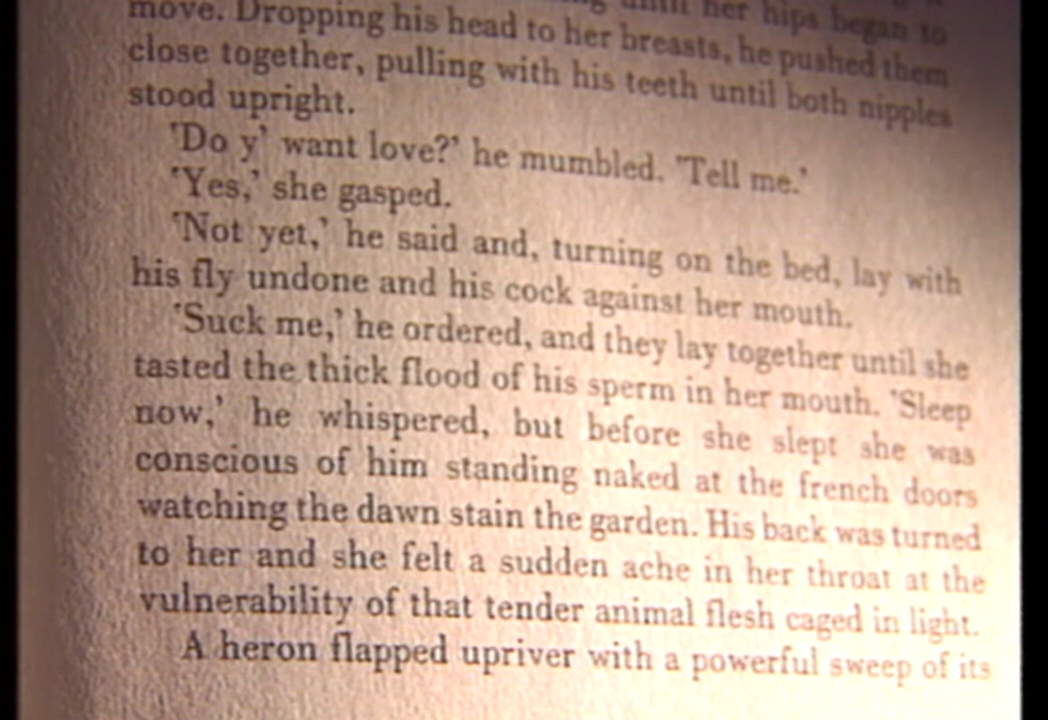 until her hips began to
move. Dropping his head to her breasts, he pushed them
close together, pulling with his teeth until both nipples
stood upright.
'Do y' want love?' he mumbled. 'Tell me.'
'Yes,' she gasped.
'Not yet,' he said and, turning on the bed, lay with
his fly undone and his cock against her mouth.
'Suck me,' he ordered, and they lay together until she
tasted the thick flood of his sperm in her mouth. 'Sleep
now,' he whispered, but before she slept she was
conscious of him standing naked at the french doors
watching the dawn stain the garden. His back was turned
to her and she felt a sudden ache in her throat at the
vulnerability of that tender animal flesh caged in light.
A heron flapped upriver with a powerful sweep of its